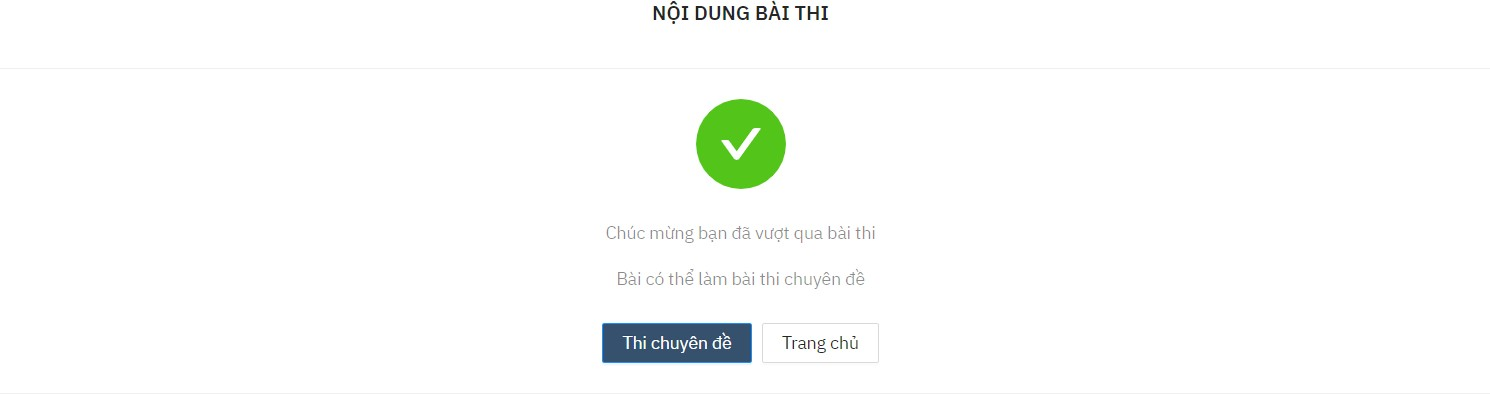 NỘI DUNG BÀI THI
Chúc mừng bạn đã vượt qua bài thi
Bài có thể làm bài thi chuyên đề
Thi chuyên đề
Trang chủ